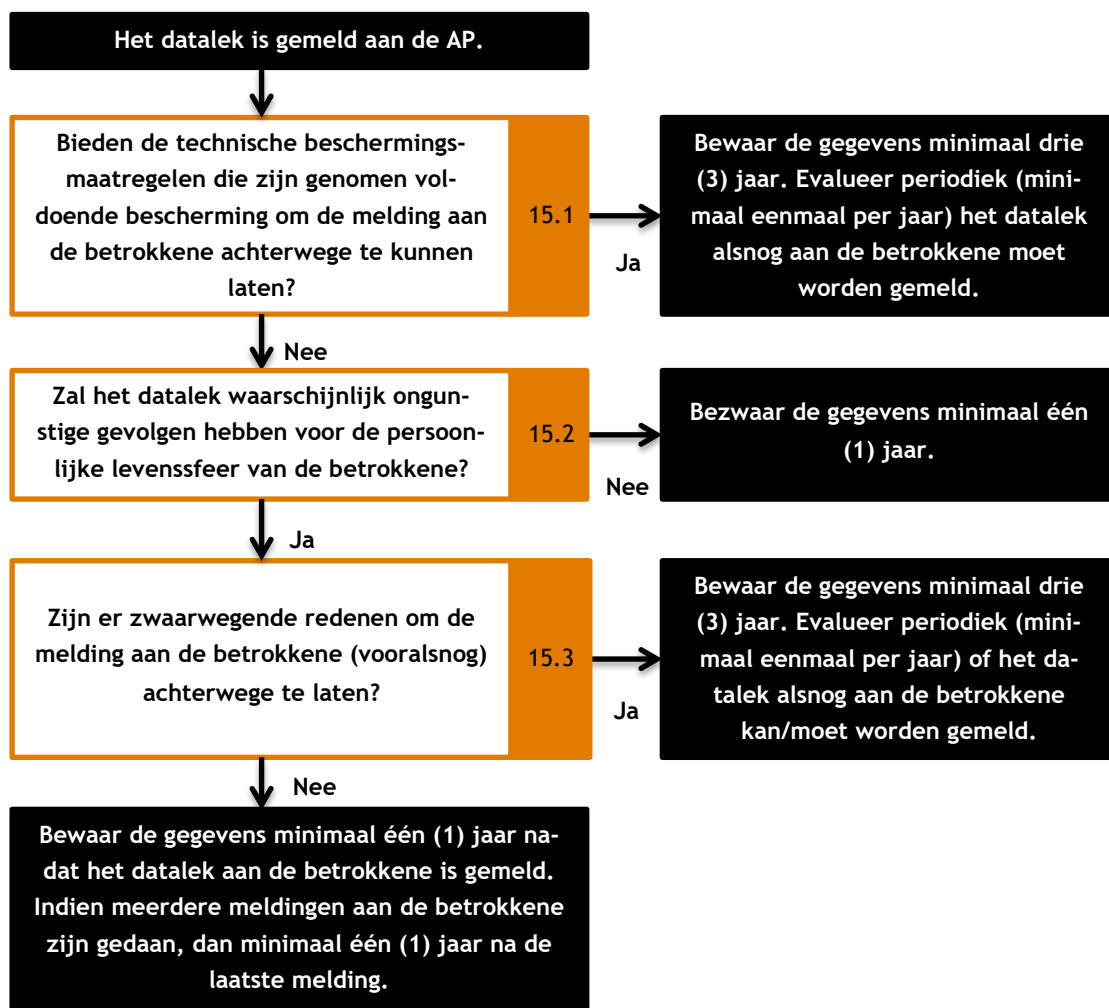 Het datalek is gemeld aan de AP.
Bieden de technische beschermings-
maatregelen die zijn genomen vol-
doende bescherming om de melding aan
de betrokkene achterwege te kunnen
laten?
15.1
Ja
Bewaar de gegevens minimaal drie
(3) jaar. Evalueer periodiek (mini-
maal eenmaal per jaar) het datalek
alsnog aan de betrokkene moet
worden gemeld.
Nee
Zal het datalek waarschijnlijk ongun-
stige gevolgen hebben voor de persoon-
lijke levenssfeer van de betrokkene?
15.2
Nee
Bezwaar de gegevens minimaal één
(1) jaar.
Ja
Zijn er zwaarwegende redenen om de
melding aan de betrokkene (vooralsnog)
achterwege te laten?
15.3
Ja
Bewaar de gegevens minimaal drie
(3) jaar. Evalueer periodiek (mini-
maal eenmaal per jaar) of het da-
talek alsnog aan de betrokkene
kan/moet worden gemeld.
Nee
Bewaar de gegevens minimaal één (1) jaar na-
dat het datalek aan de betrokkene is gemeld.
Indien meerdere meldingen aan de betrokkene
zijn gedaan, dan minimaal één (1) jaar na de
laatste melding.